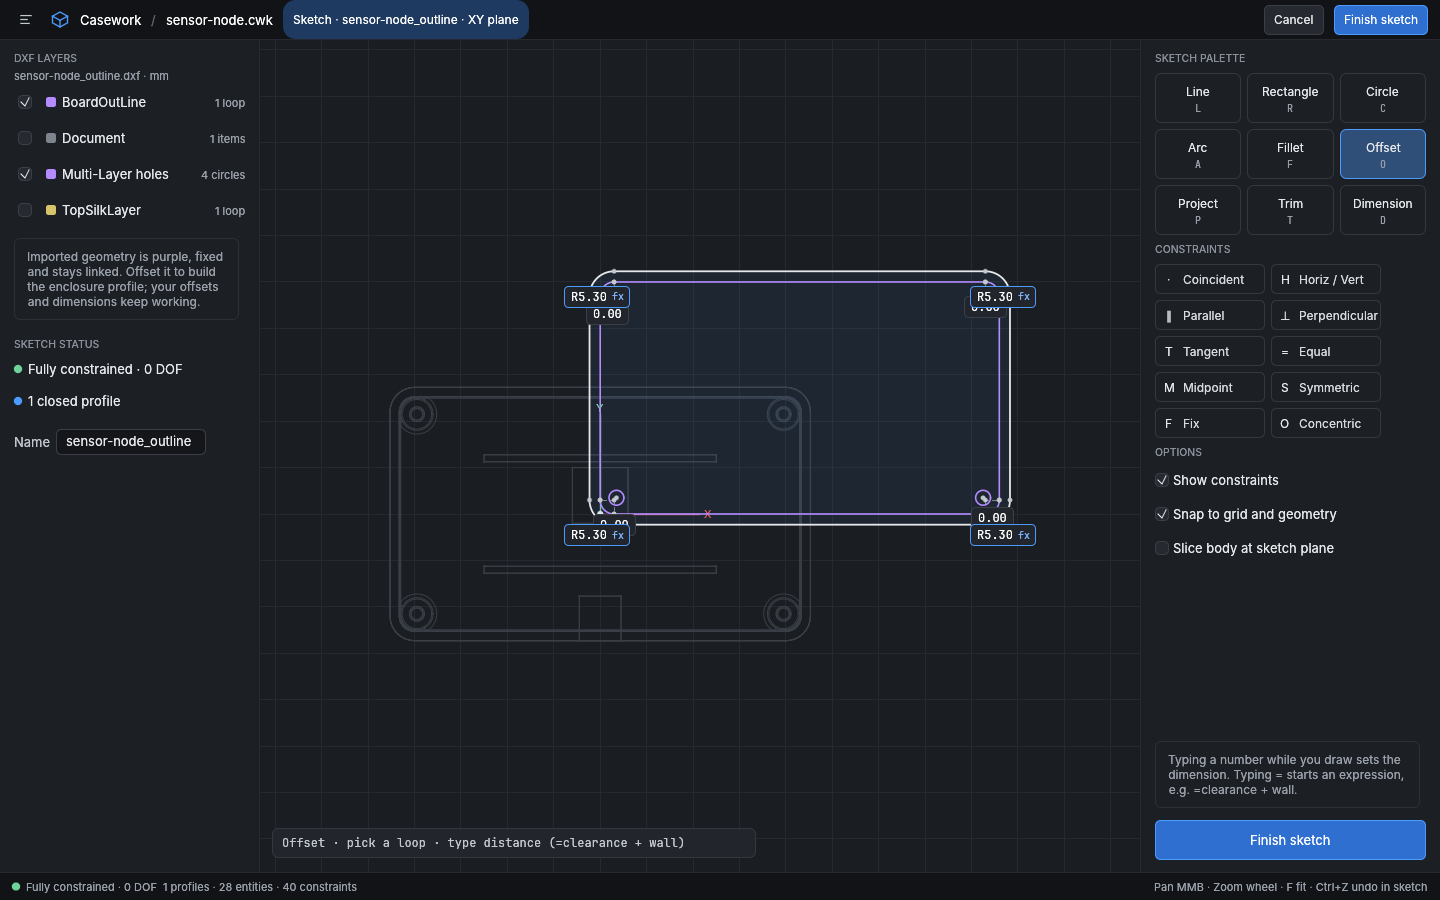 Casework / sensor-node.cwk
Sketch · sensor-node_outline · XY plane
Cancel
Finish sketch
DXF LAYERS
sensor-node_outline.dxf · mm
BoardOutLine 1 loop
Document 1 items
Multi-Layer holes 4 circles
TopSilkLayer 1 loop
Imported geometry is purple, fixed
and stays linked. Offset it to build
the enclosure profile; your offsets
and dimensions keep working.
SKETCH STATUS
Fully constrained · 0 DOF
1 closed profile
Name sensor-node_outline
R5.30 fx
0.00
R5.30 fx
Y
X
R5.30 fx
0.00
R5.30 fx
Offset · pick a loop · type distance (=clearance + wall)
SKETCH PALETTE
Line Rectangle Circle
L R C
Arc Fillet Offset
A F O
Project Trim Dimension
P T D
CONSTRAINTS
· Coincident H Horiz / Vert
∥ Parallel ⊥ Perpendicular
T Tangent = Equal
M Midpoint S Symmetric
F Fix O Concentric
OPTIONS
Show constraints
Snap to grid and geometry
Slice body at sketch plane
Typing a number while you draw sets the
dimension. Typing = starts an expression,
e.g. =clearance + wall.
Finish sketch
Fully constrained · 0 DOF 1 profiles · 28 entities · 40 constraints
Pan MMB · Zoom wheel · F fit · Ctrl+Z undo in sketch